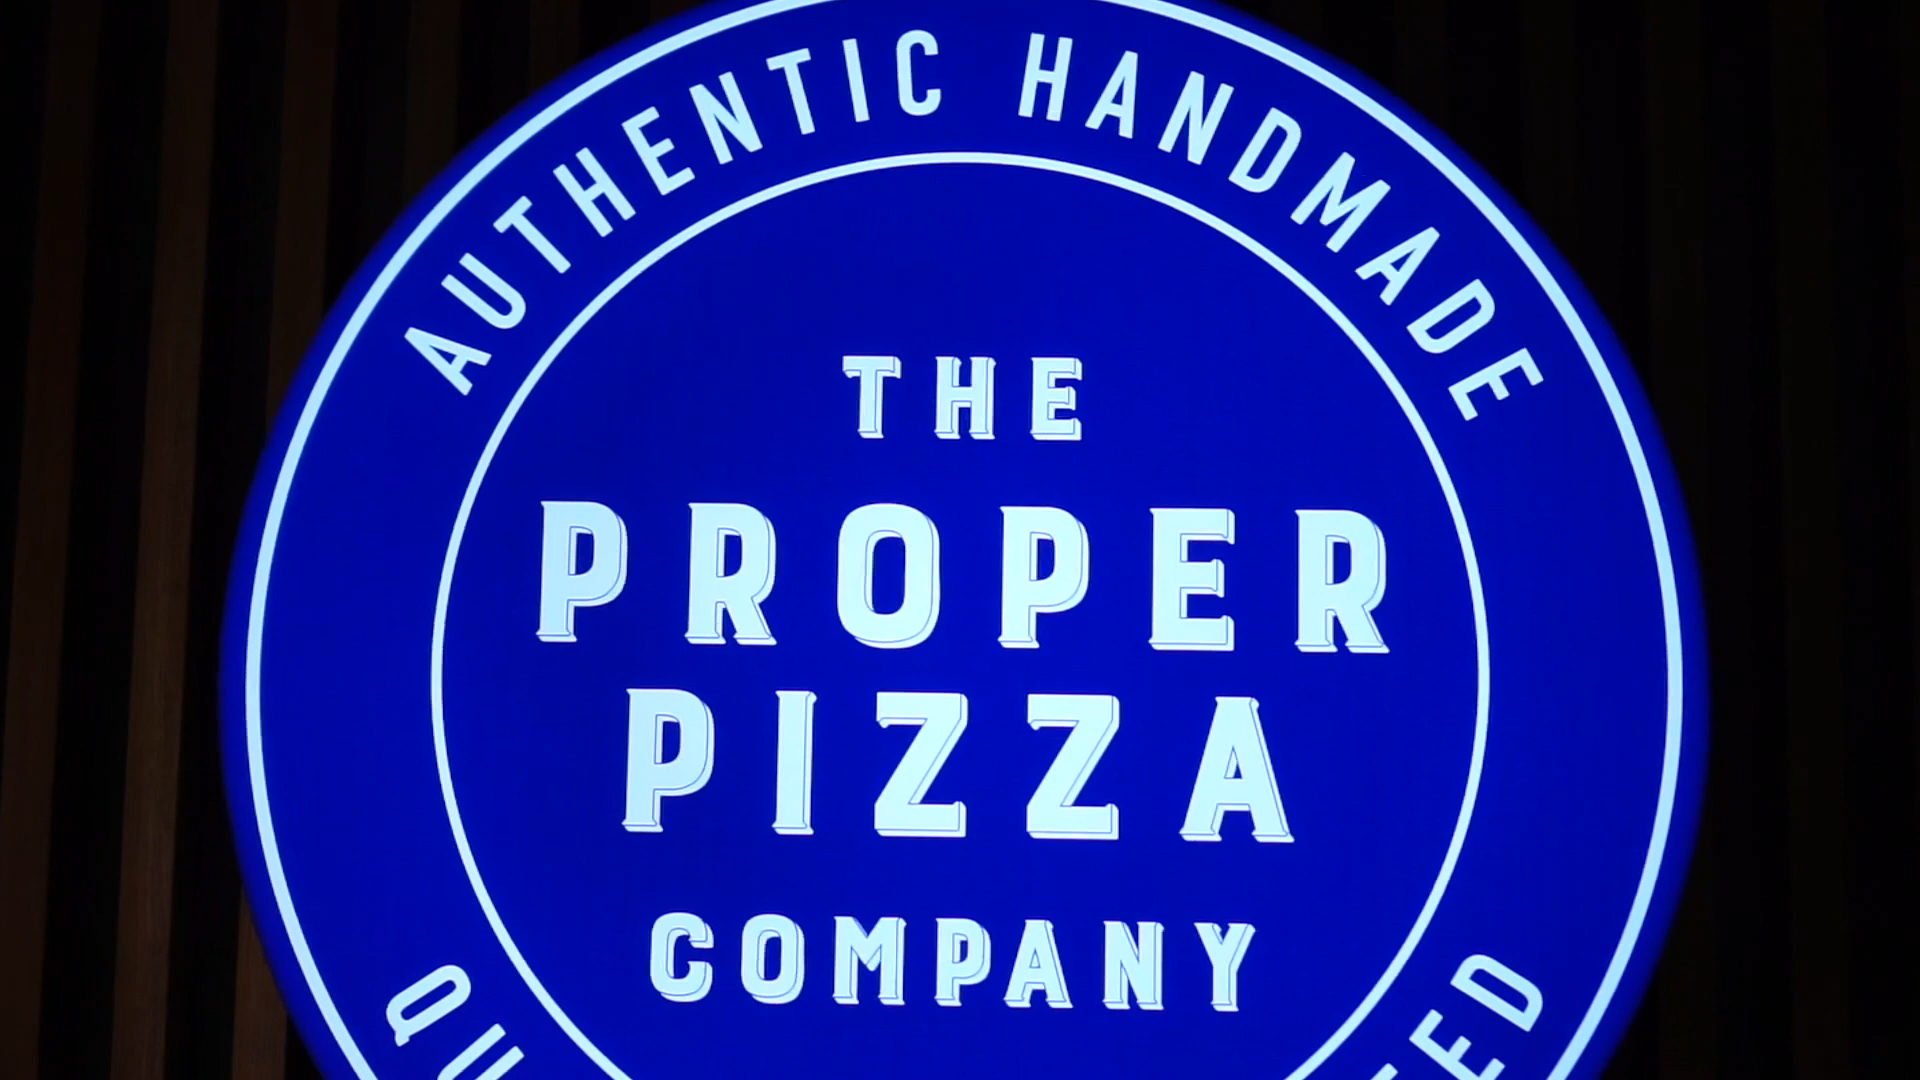 AUTHENTIC HANDMADE
THE
PROPER
PIZZA
COMPANY